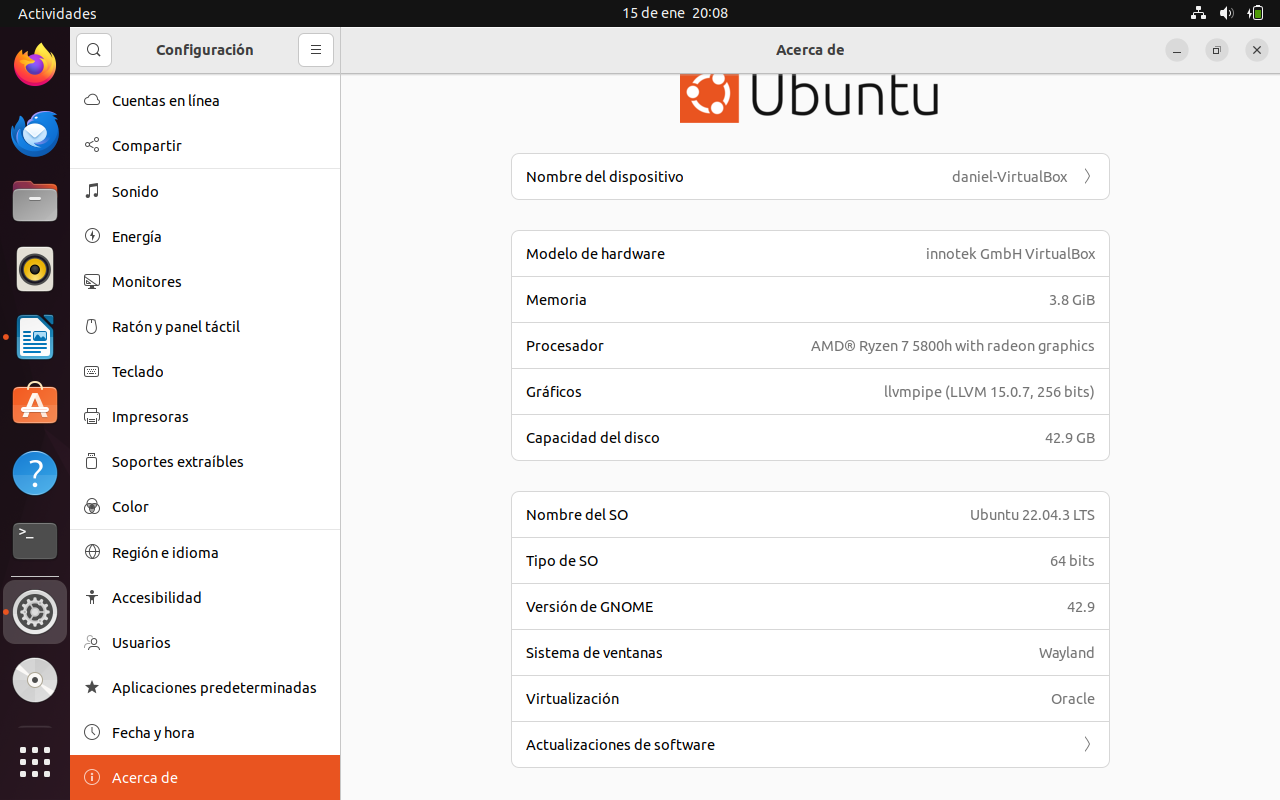 Actividades
15 de ene 20:08
Configuración
Acerca de
Cuentas en línea
Compartir
Sonido
Energía
Monitores
Ratón y panel táctil
Teclado
Impresoras
Soportes extraíbles
Color
Región e idioma
Accesibilidad
Usuarios
Aplicaciones predeterminadas
Fecha y hora
Acerca de
Ubuntu
Nombre del dispositivo daniel-VirtualBox
Modelo de hardware innotek GmbH VirtualBox
Memoria 3.8 GiB
Procesador AMD® Ryzen 7 5800h with radeon graphics
Gráficos llvmpipe (LLVM 15.0.7, 256 bits)
Capacidad del disco 42.9 GB
Nombre del SO Ubuntu 22.04.3 LTS
Tipo de SO 64 bits
Versión de GNOME 42.9
Sistema de ventanas Wayland
Virtualización Oracle
Actualizaciones de software